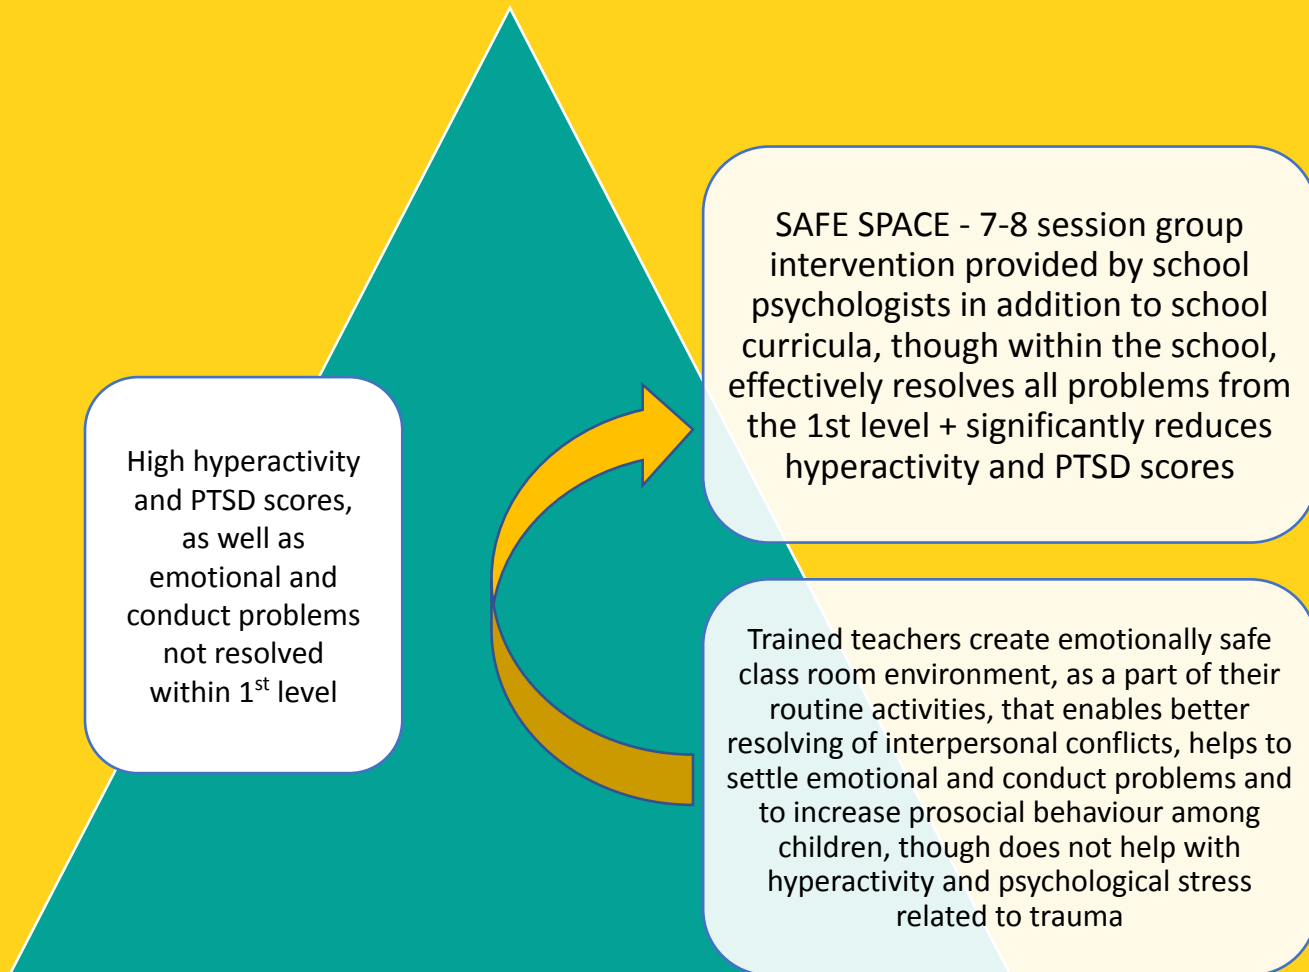 SAFE SPACE - 7-8 session group
intervention provided by school
psychologists in addition to school
curricula, though within the school,
effectively resolves all problems from
the 1st level + significantly reduces
hyperactivity and PTSD scores
High hyperactivity
and PTSD scores,
as well as
emotional and
conduct problems
not resolved
within 1st level
Trained teachers create emotionally safe
class room environment, as a part of their
routine activities, that enables better
resolving of interpersonal conflicts, helps to
settle emotional and conduct problems and
to increase prosocial behaviour among
children, though does not help with
hyperactivity and psychological stress
related to trauma